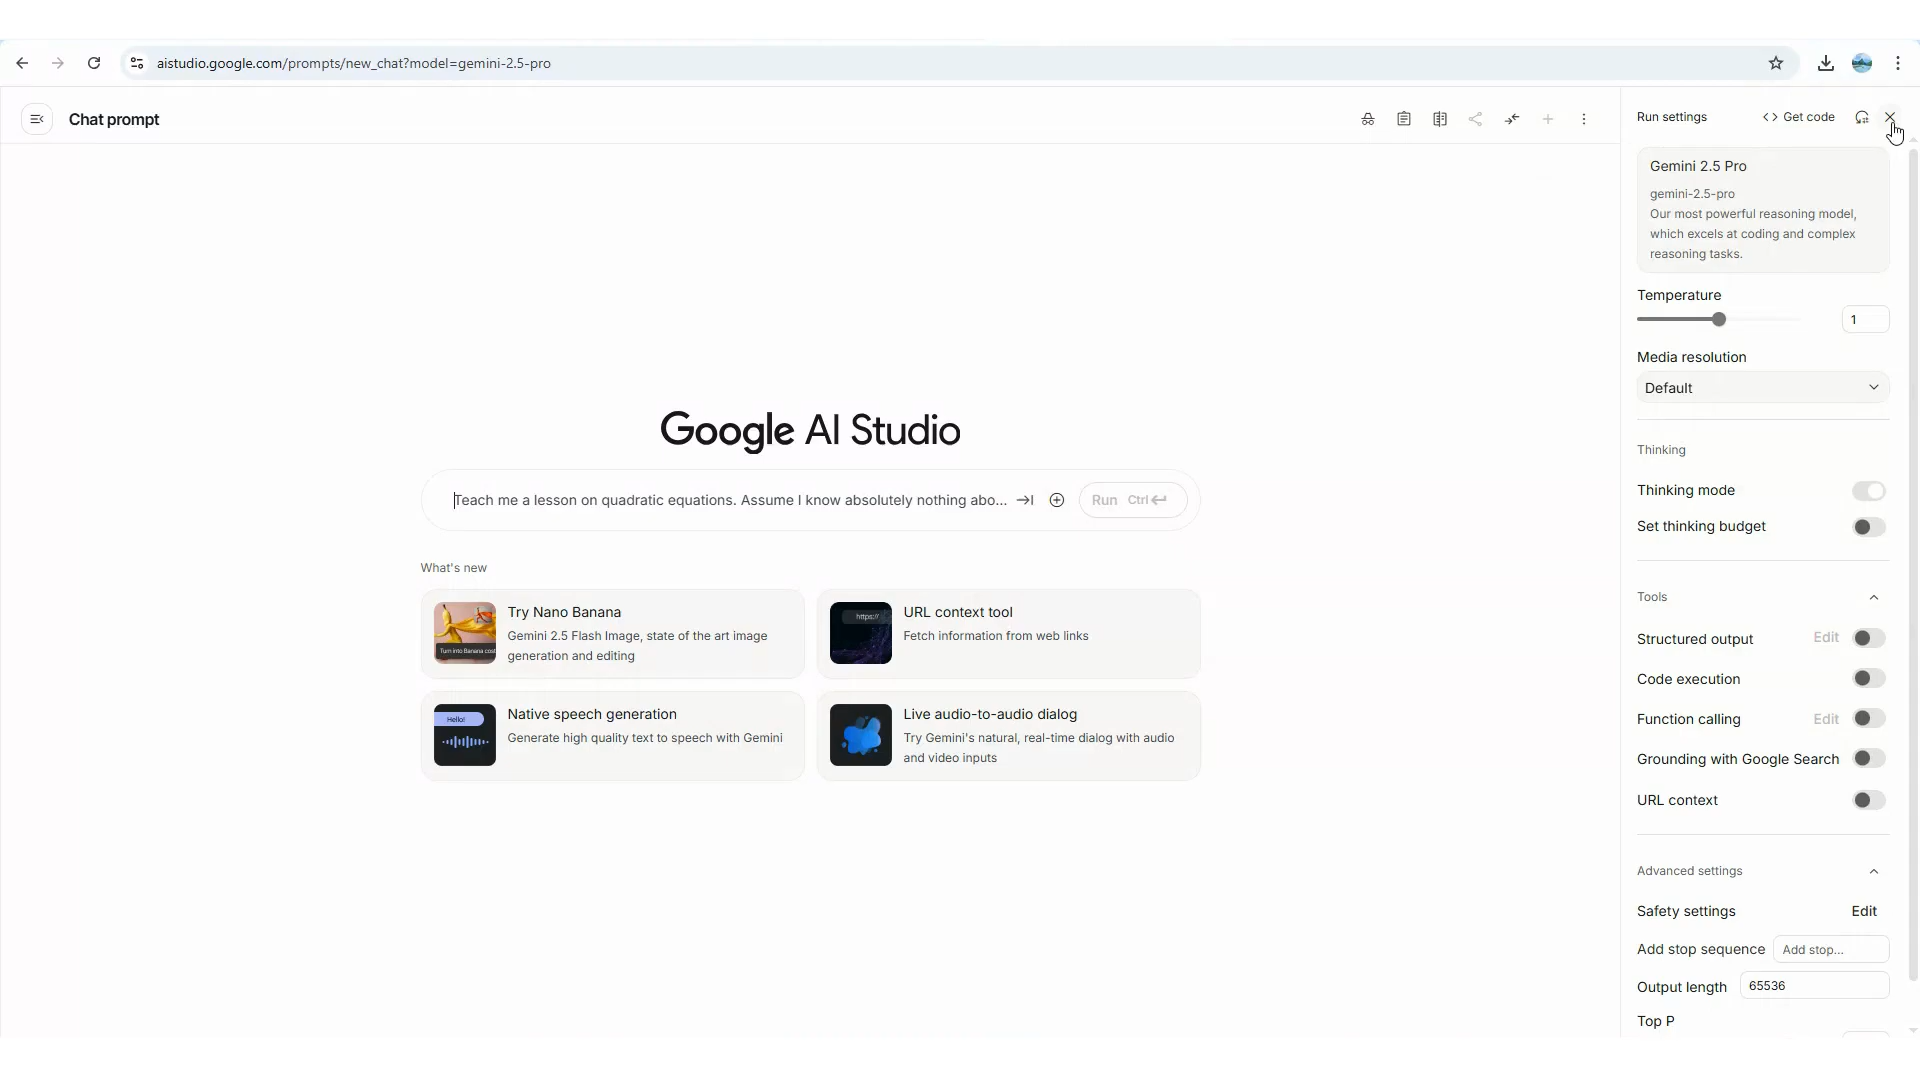 aistudio.google.com/prompts/new_chat?model=gemini-2.5-pro
Chat prompt
Google AI Studio
Teach me a lesson on quadratic equations. Assume I know absolutely nothing abo...
Run Ctrl
What's new
Try Nano Banana
Gemini 2.5 Flash Image, state of the art image
generation and editing
Turn into Banana cost
URL context tool
Fetch information from web links
https://
Native speech generation
Generate high quality text to speech with Gemini
Hello!
Live audio-to-audio dialog
Try Gemini's natural, real-time dialog with audio
and video inputs
Run settings
Get code
Gemini 2.5 Pro
gemini-2.5-pro
Our most powerful reasoning model,
which excels at coding and complex
reasoning tasks.
Temperature
1
Media resolution
Default
Thinking
Thinking mode
Set thinking budget
Tools
Structured output Edit
Code execution
Function calling Edit
Grounding with Google Search
URL context
Advanced settings
Safety settings Edit
Add stop sequence Add stop...
Output length 65536
Top P